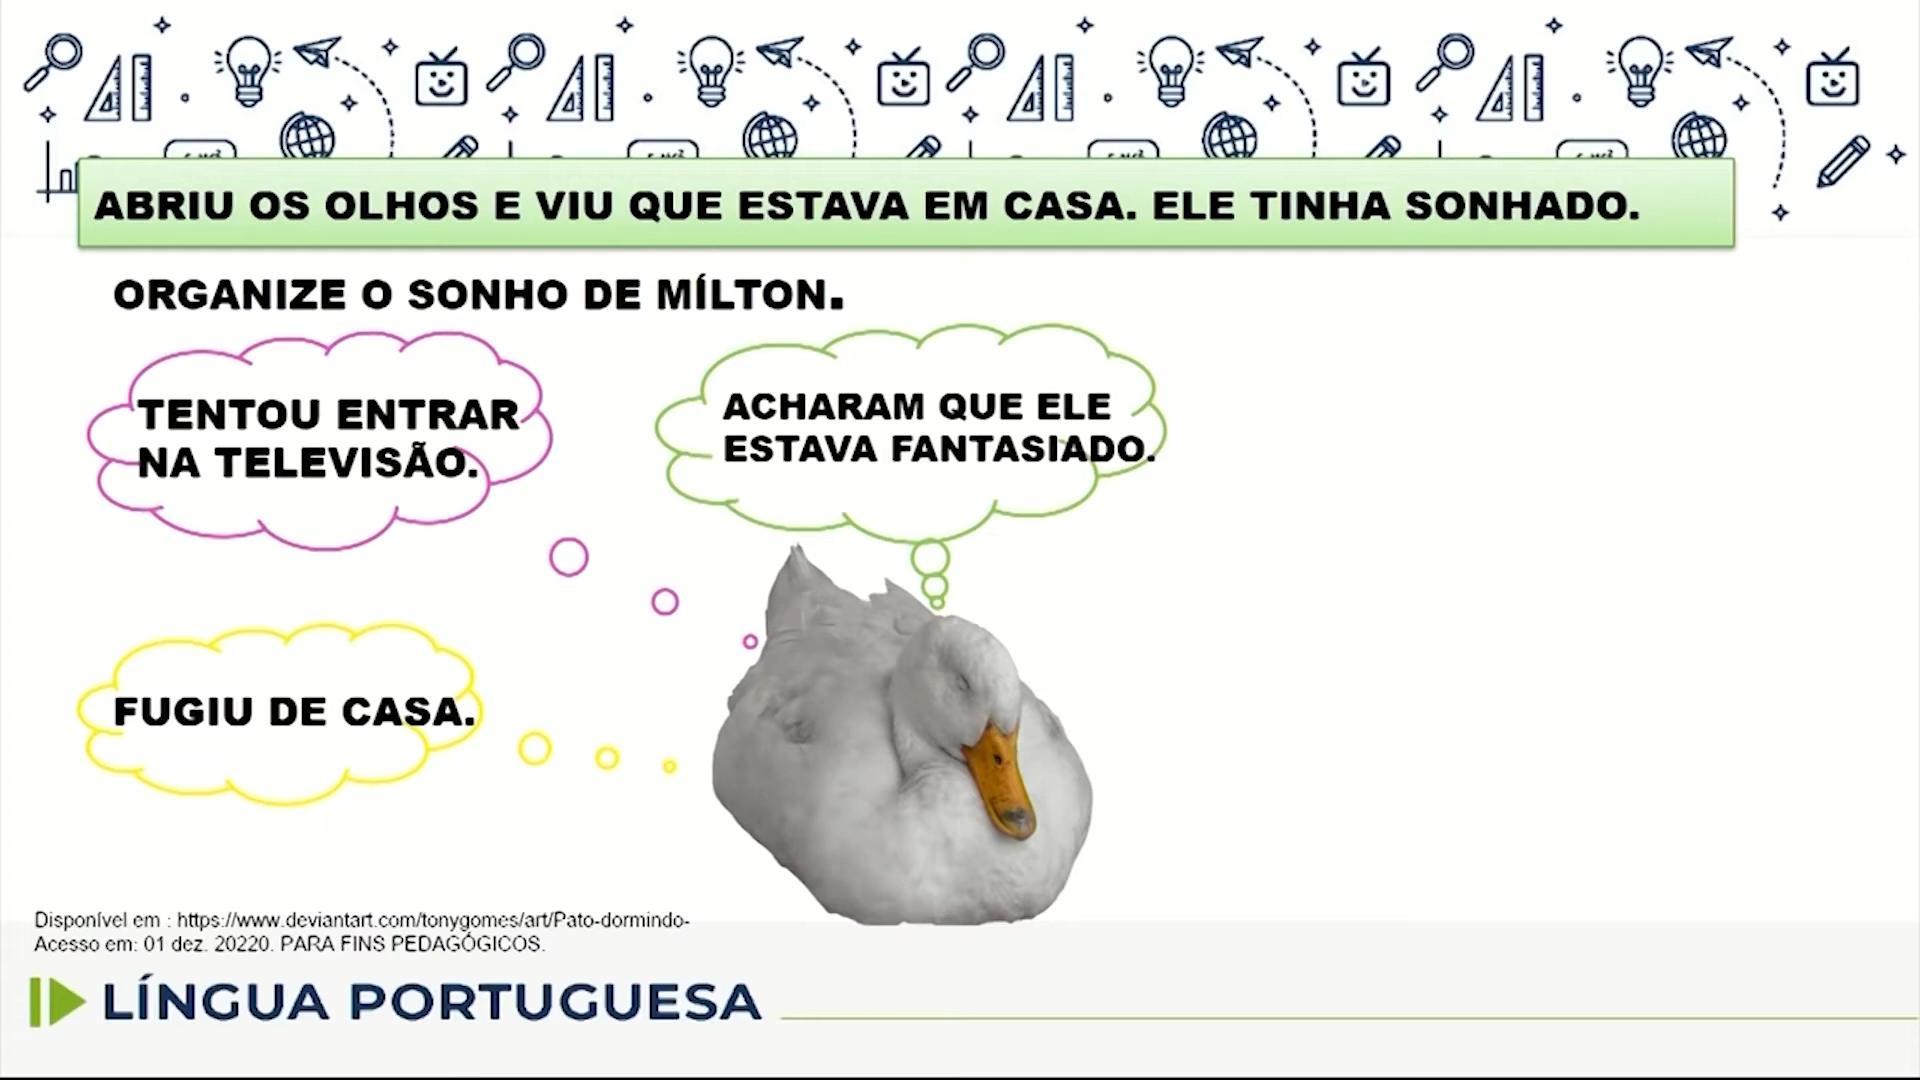 ABRIU OS OLHOS E VIU QUE ESTAVA EM CASA. ELE TINHA SONHADO.
ORGANIZE O SONHO DE MÍLTON.
TENTOU ENTRAR
NA TELEVISÃO.
ACHARAM QUE ELE
ESTAVA FANTASIADO.
FUGIU DE CASA.
Disponível em : https://www.deviantart.com/tonygomes/art/Pato-dormindo-
Acesso em: 01 dez. 20220. PARA FINS PEDAGÓGICOS.
LÍNGUA PORTUGUESA